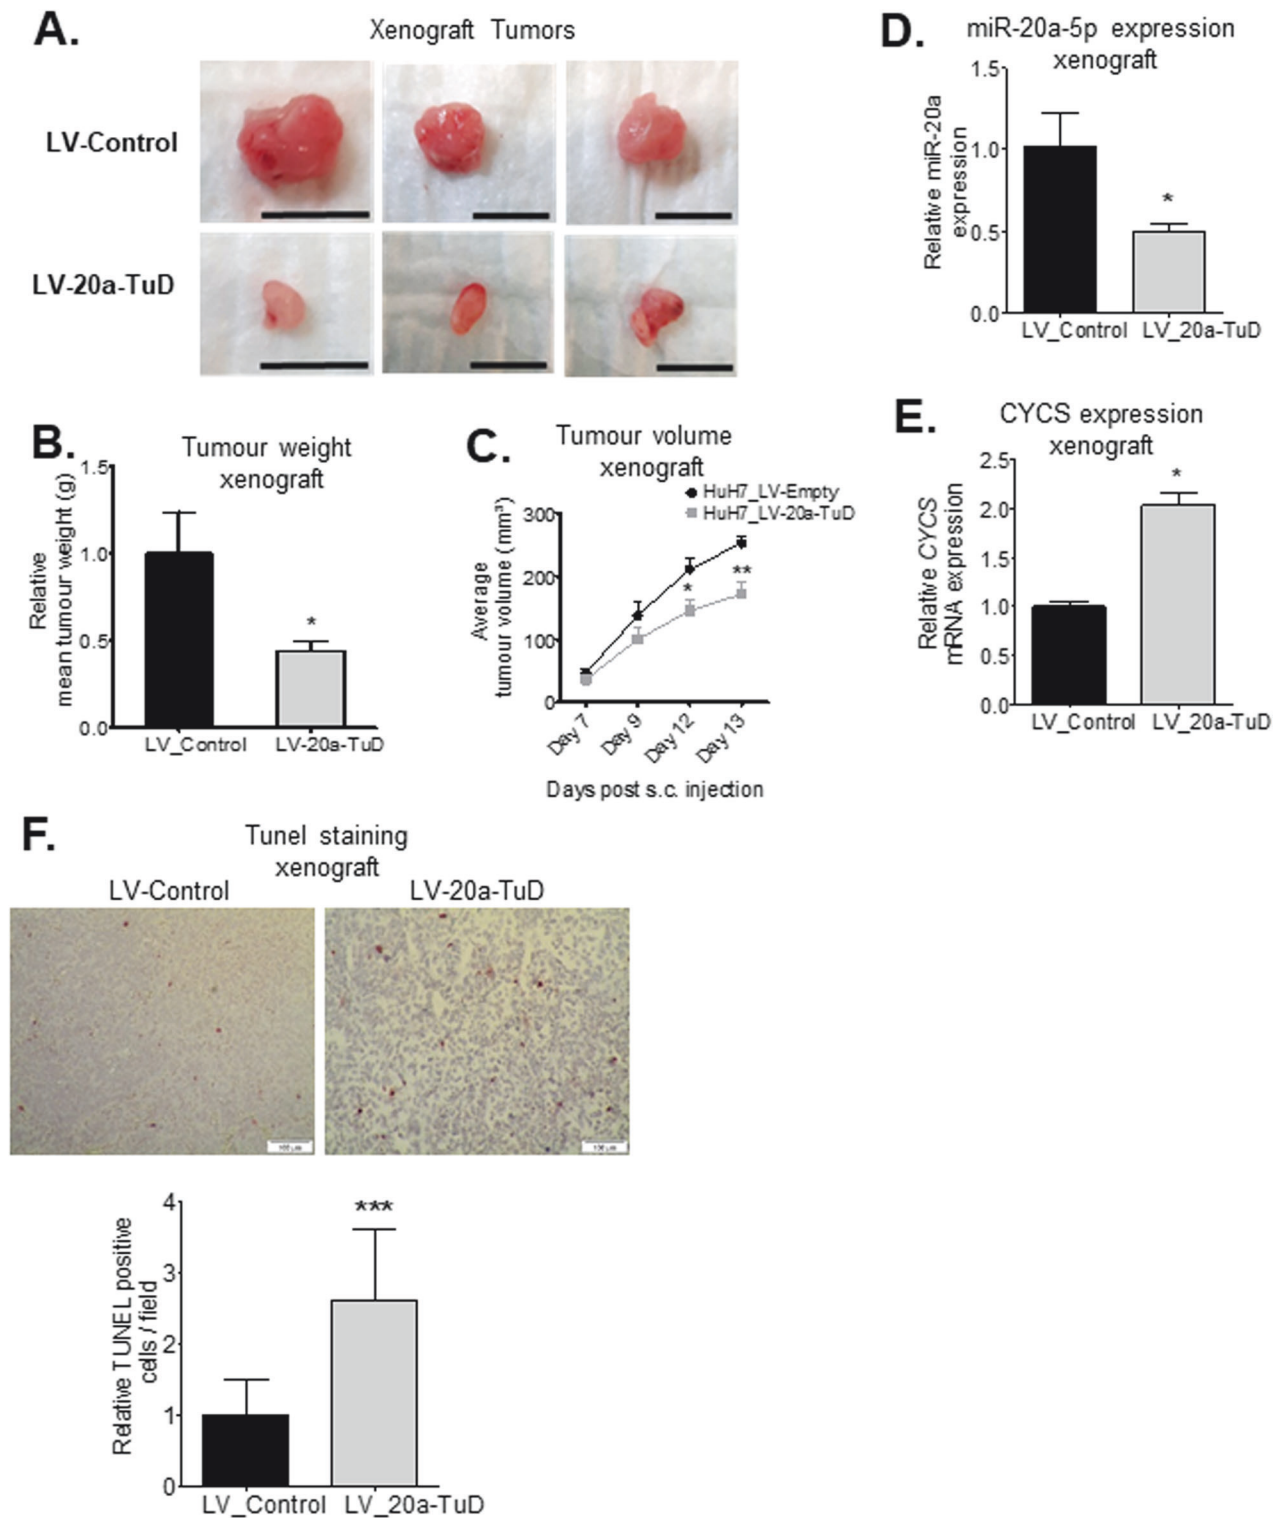 A.
Xenograft Tumors
LV-Control
LV-20a-TuD
B.
Tumour weight
xenograft
Relative
mean tumour weight (g)
1.5
1.0
0.5
0.0
LV_Control
LV-20a-TuD
*
C.
Tumour volume
xenograft
HuH7_LV-Empty
HuH7_LV-20a-TuD
Average
tumour volume (mm³)
300
200
100
0
*
**
Day 7
Day 9
Day 12
Day 13
Days post s.c. injection
D.
miR-20a-5p expression
xenograft
Relative miR-20a
expression
1.5
1.0
0.5
0.0
*
LV_Control
LV_20a-TuD
E.
CYCS expression
xenograft
Relative CYCS
mRNA expression
2.5
2.0
1.5
1.0
0.5
0.0
*
LV_Control
LV_20a-TuD
F.
Tunel staining
xenograft
LV-Control
LV-20a-TuD
100 µm
100 µm
Relative TUNEL positive
cells / field
4
3
2
1
0
***
LV_Control
LV_20a-TuD